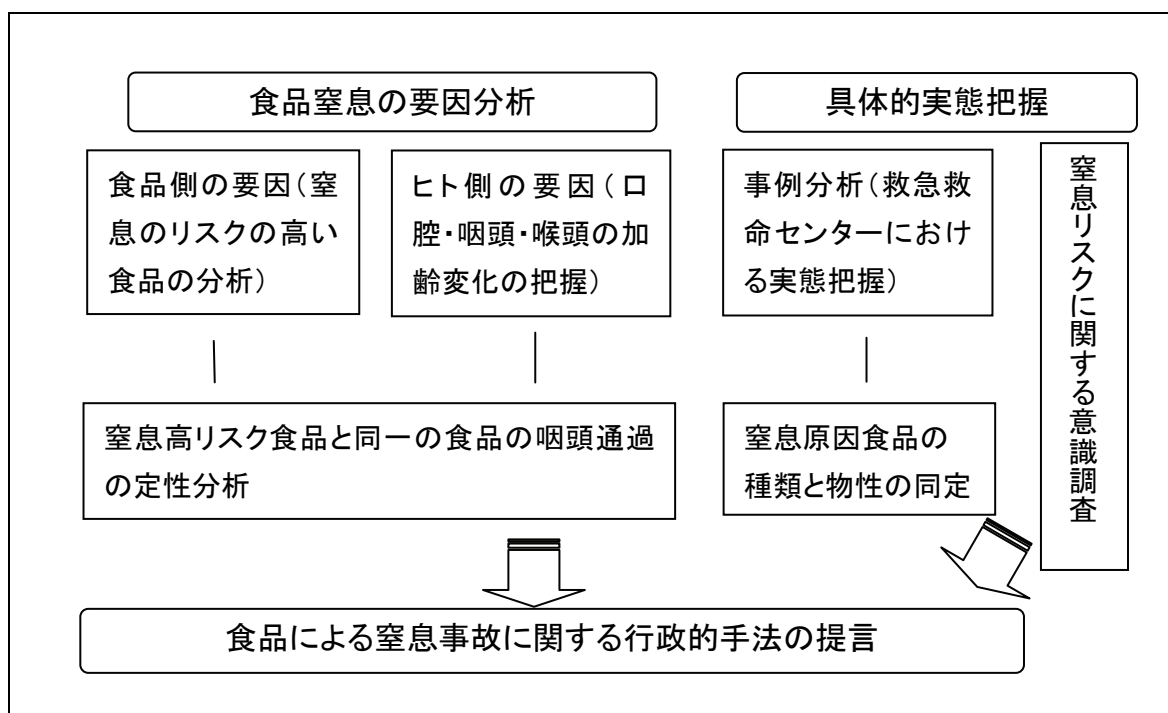 食品窒息の要因分析
具体的実態把握
食品側の要因(窒
息のリスクの高い
食品の分析)
ヒト側の要因(口
腔・咽頭・喉頭の加
齢変化の把握)
事例分析(救急救
命センターにおけ
る実態把握)
窒息リスクに関する意識調査
窒息高リスク食品と同一の食品の咽頭通過
の定性分析
窒息原因食品の
種類と物性の同定
食品による窒息事故に関する行政的手法の提言